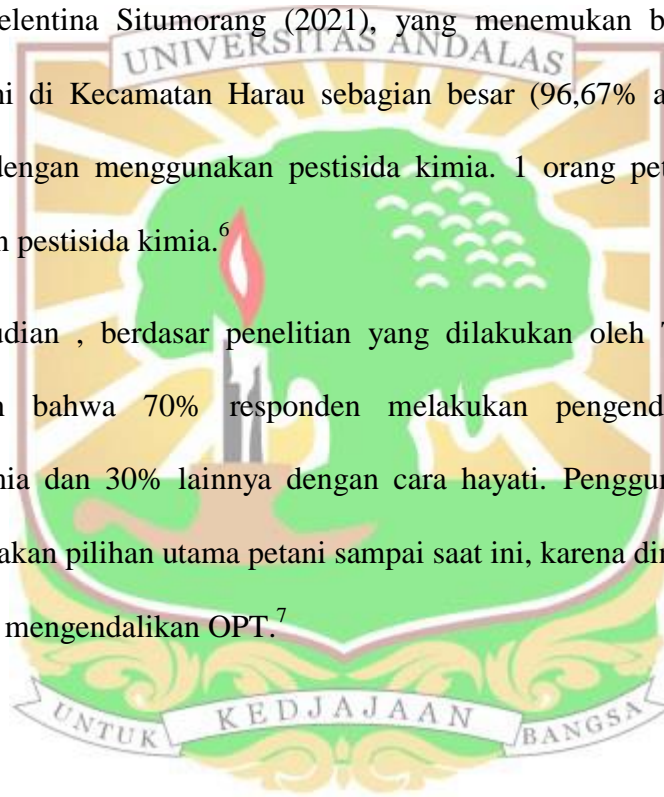 elentina Situmorang (2021), yang menemukan b
UNIVERSITAS ANDALAS
ni di Kecamatan Harau sebagian besar (96,67% a
dengan menggunakan pestisida kimia. 1 orang pet
n pestisida kimia.6
udian , berdasar penelitian yang dilakukan oleh
n bahwa 70% responden melakukan pengend
nia dan 30% lainnya dengan cara hayati. Penggu
akan pilihan utama petani sampai saat ini, karena di
mengendalikan OPT.7
UNTUK KEDJAJAAN BANGSA